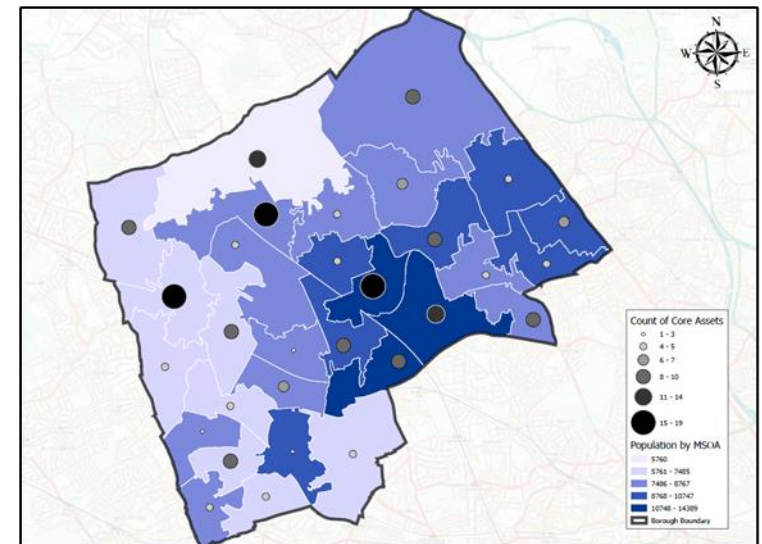 N
W E
S
Count of Core Assets
1 - 3
4 - 5
6 - 7
8 - 10
11 - 14
15 - 19
Population by MSOA
5760
5761 - 7485
7486 - 8767
8768 - 10747
10748 - 14389
Borough Boundary